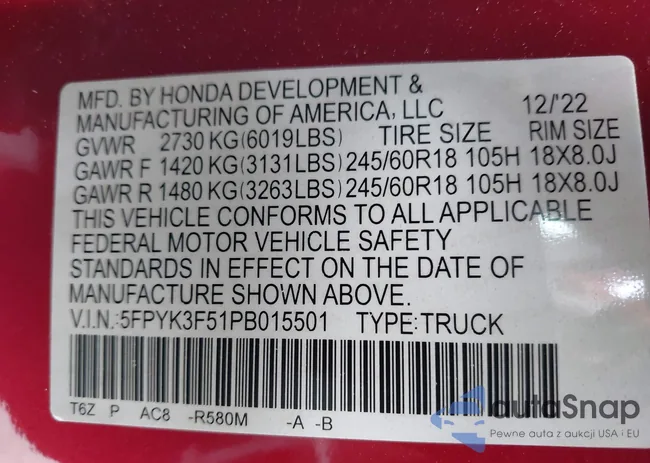 MFD. BY HONDA DEVELOPMENT &
MANUFACTURING OF AMERICA, LLC 12/'22
GVWR 2730 KG(6019LBS) TIRE SIZE RIM SIZE
GAWR F 1420 KG(3131LBS) 245/60R18 105H 18X8.0J
GAWR R 1480 KG(3263LBS) 245/60R18 105H 18X8.0J
THIS VEHICLE CONFORMS TO ALL APPLICABLE
FEDERAL MOTOR VEHICLE SAFETY
STANDARDS IN EFFECT ON THE DATE OF
MANUFACTURE SHOWN ABOVE.
V.I.N.:5FPYK3F51PB015501 TYPE:TRUCK
T6Z P AC8 -R580M -A -B
autaSnap
Pewne auta z aukcji USA i EU